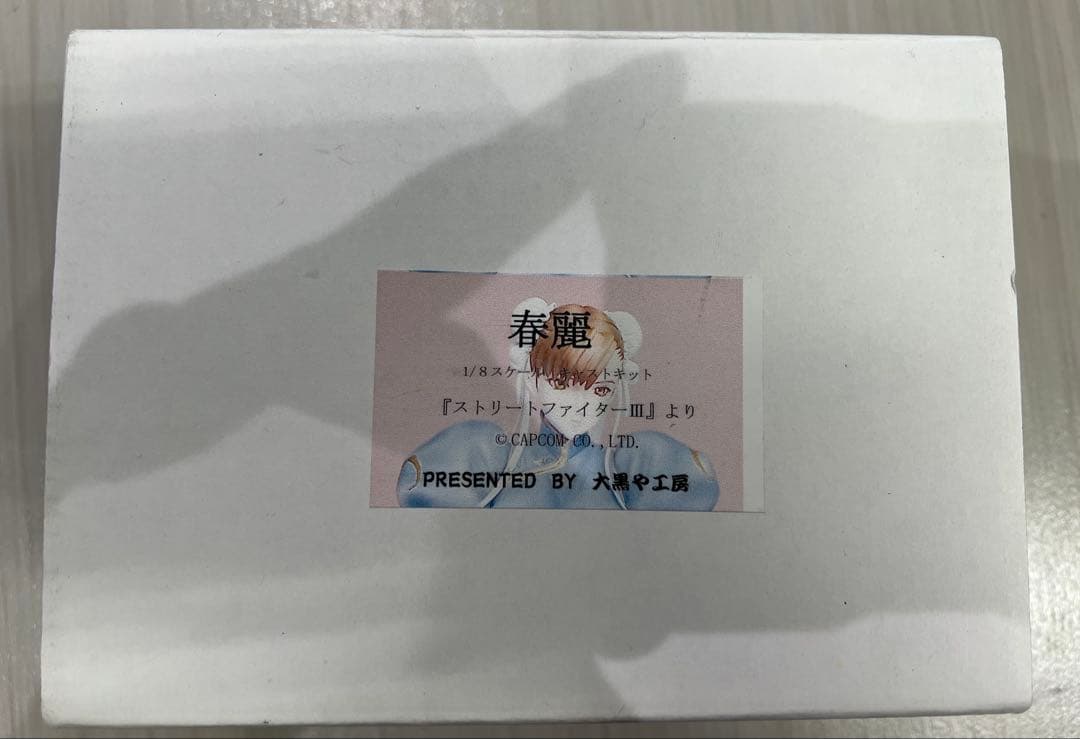 春麗
1/8スケール キャストキット
『ストリートファイターⅢ』より
©CAPCOM CO.,LTD.
PRESENTED BY 大黒や工房